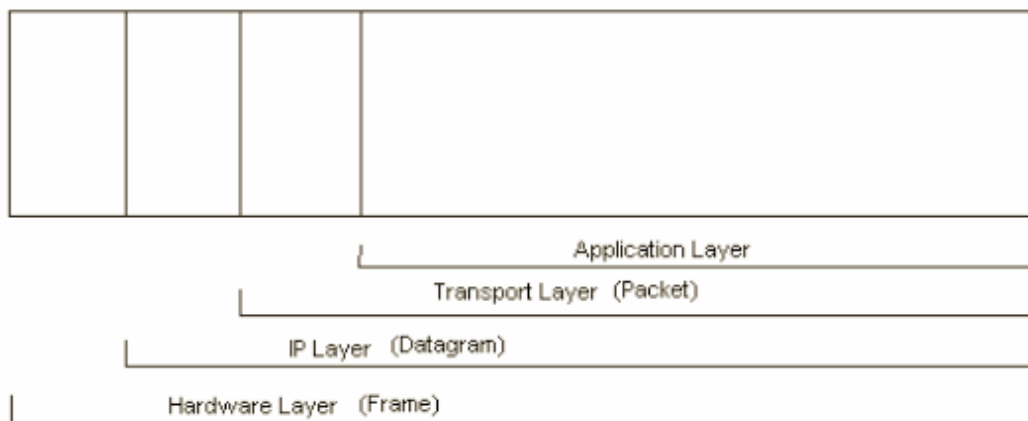 Application Layer
Transport Layer (Packet)
IP Layer (Datagram)
Hardware Layer (Frame)